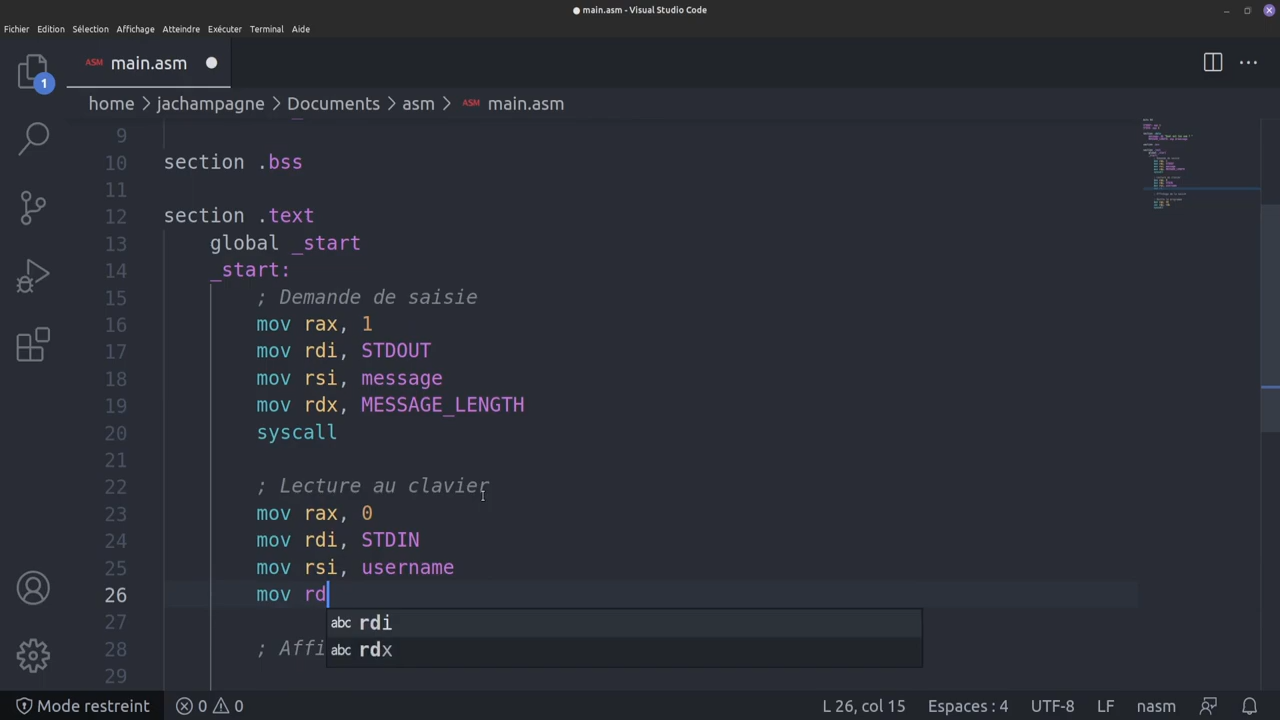 main.asm - Visual Studio Code
Fichier Edition Sélection Affichage Atteindre Exécuter Terminal Aide
ASM main.asm
1
home > jachampagne > Documents > asm > ASM main.asm
9
10 section .bss
11
12 section .text
13 global _start
14 _start:
15 ; Demande de saisie
16 mov rax, 1
17 mov rdi, STDOUT
18 mov rsi, message
19 mov rdx, MESSAGE_LENGTH
20 syscall
21
22 ; Lecture au clavier
23 mov rax, 0
24 mov rdi, STDIN
25 mov rsi, username
26 mov rd
27 abc rdi
28 ; Affi abc rdx
29
Mode restreint 0 0 L 26, col 15 Espaces : 4 UTF-8 LF nasm